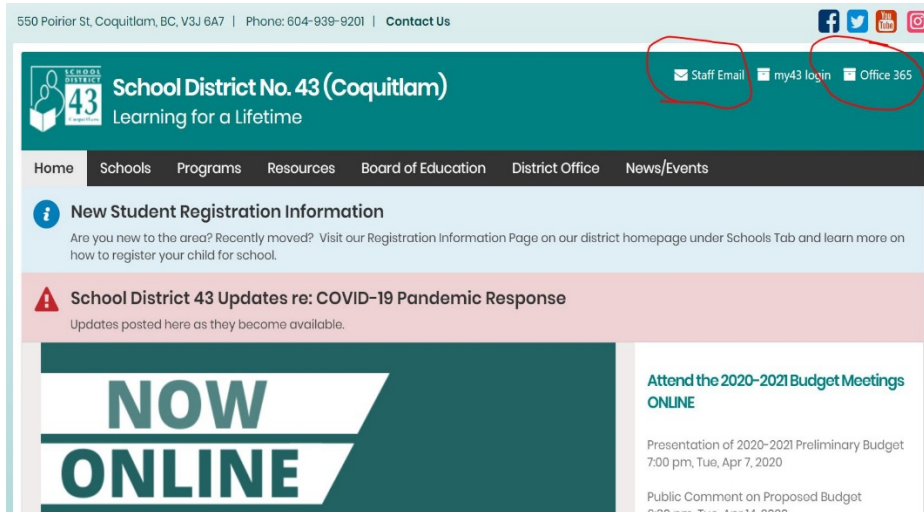 550 Poirier St, Coquitlam, BC, V3J 6A7 | Phone: 604-939-9201 | Contact Us
SCHOOL
DISTRICT
43
Coquitlam
School District No. 43 (Coquitlam)
Learning for a Lifetime
Staff Email my43 login Office 365
Home Schools Programs Resources Board of Education District Office News/Events
New Student Registration Information
Are you new to the area? Recently moved? Visit our Registration Information Page on our district homepage under Schools Tab and learn more on
how to register your child for school.
School District 43 Updates re: COVID-19 Pandemic Response
Updates posted here as they become available.
NOW
ONLINE
Attend the 2020-2021 Budget Meetings
ONLINE
Presentation of 2020-2021 Preliminary Budget
7:00 pm, Tue, Apr 7, 2020
Public Comment on Proposed Budget